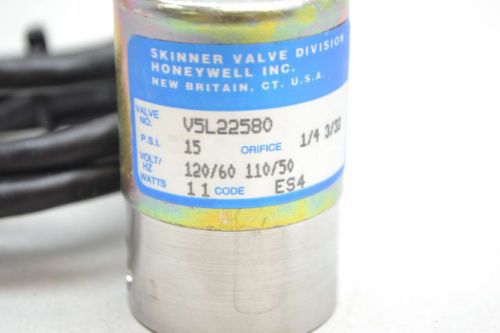 SKINNER VALVE DIVISION
HONEYWELL INC.
NEW BRITAIN, CT. U.S.A.
VALVE NO. V5L22580
P.S.I. 15 ORIFICE 1/4 3/32
VOLT/HZ 120/60 110/50
WATTS 11 CODE ES4